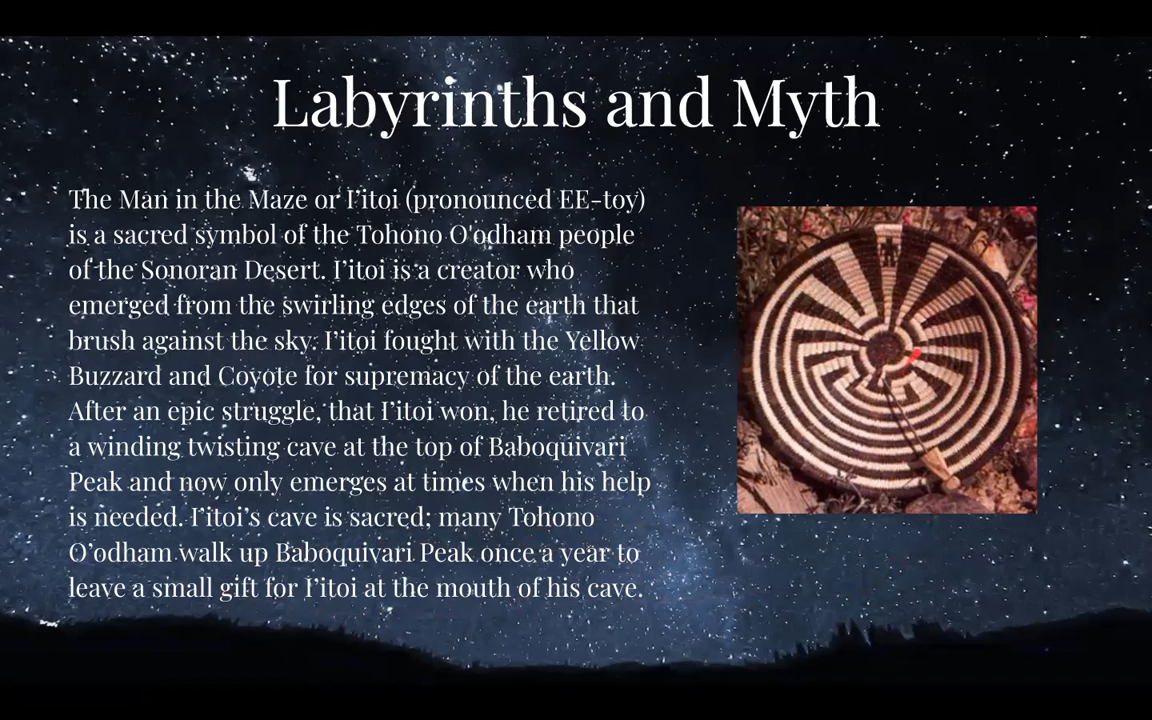 Labyrinths and Myth
The Man in the Maze or I’itoi (pronounced EE-toy)
is a sacred symbol of the Tohono O'odham people
of the Sonoran Desert. I’itoi is a creator who
emerged from the swirling edges of the earth that
brush against the sky. I’itoi fought with the Yellow
Buzzard and Coyote for supremacy of the earth.
After an epic struggle, that I’itoi won, he retired to
a winding twisting cave at the top of Baboquivari
Peak and now only emerges at times when his help
is needed. I’itoi’s cave is sacred; many Tohono
O’odham walk up Baboquivari Peak once a year to
leave a small gift for I’itoi at the mouth of his cave.